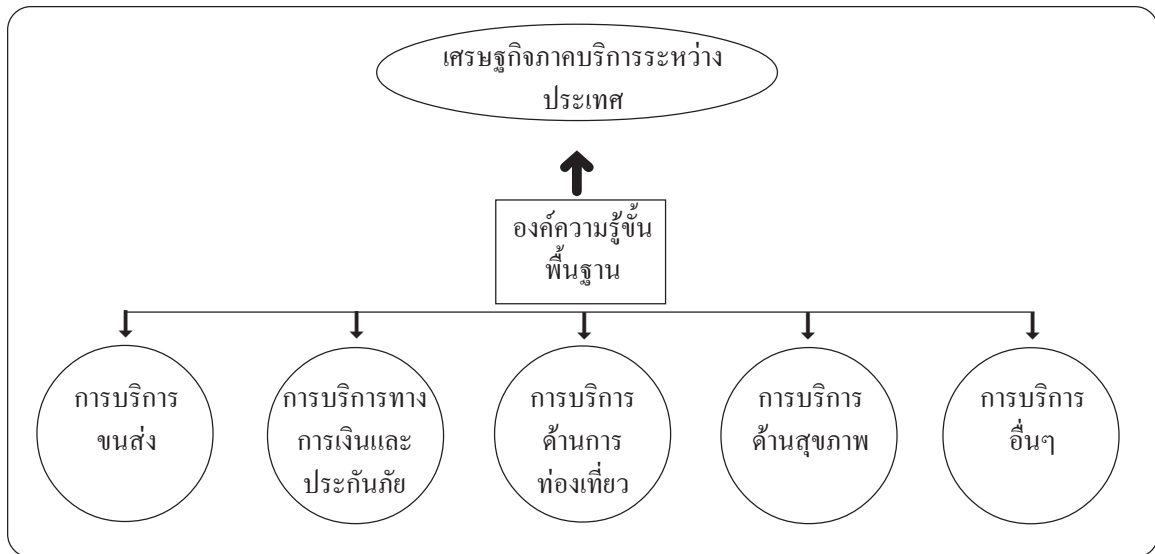 เศรษฐกิจภาคบริการระหว่าง
ประเทศ
องค์ความรู้ขั้น
พื้นฐาน
การบริการ
ขนส่ง
การบริการทาง
การเงินและ
ประกันภัย
การบริการ
ด้านการ
ท่องเที่ยว
การบริการ
ด้านสุขภาพ
การบริการ
อื่นๆ